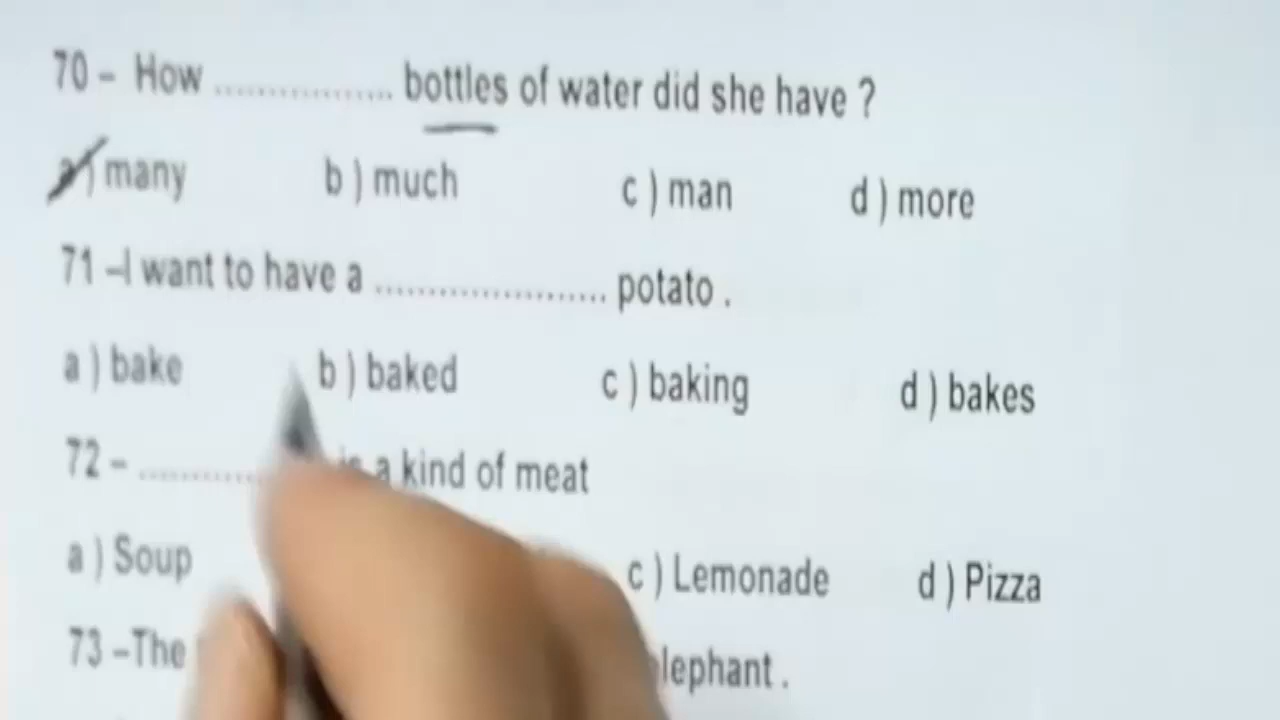 70 - How ................ bottles of water did she have ?
a ) many b ) much c ) man d ) more
71 –I want to have a ..................... potato .
a ) bake b ) baked c ) baking d ) bakes
72 - ........... is a kind of meat
a ) Soup c ) Lemonade d ) Pizza
73 –The lephant .